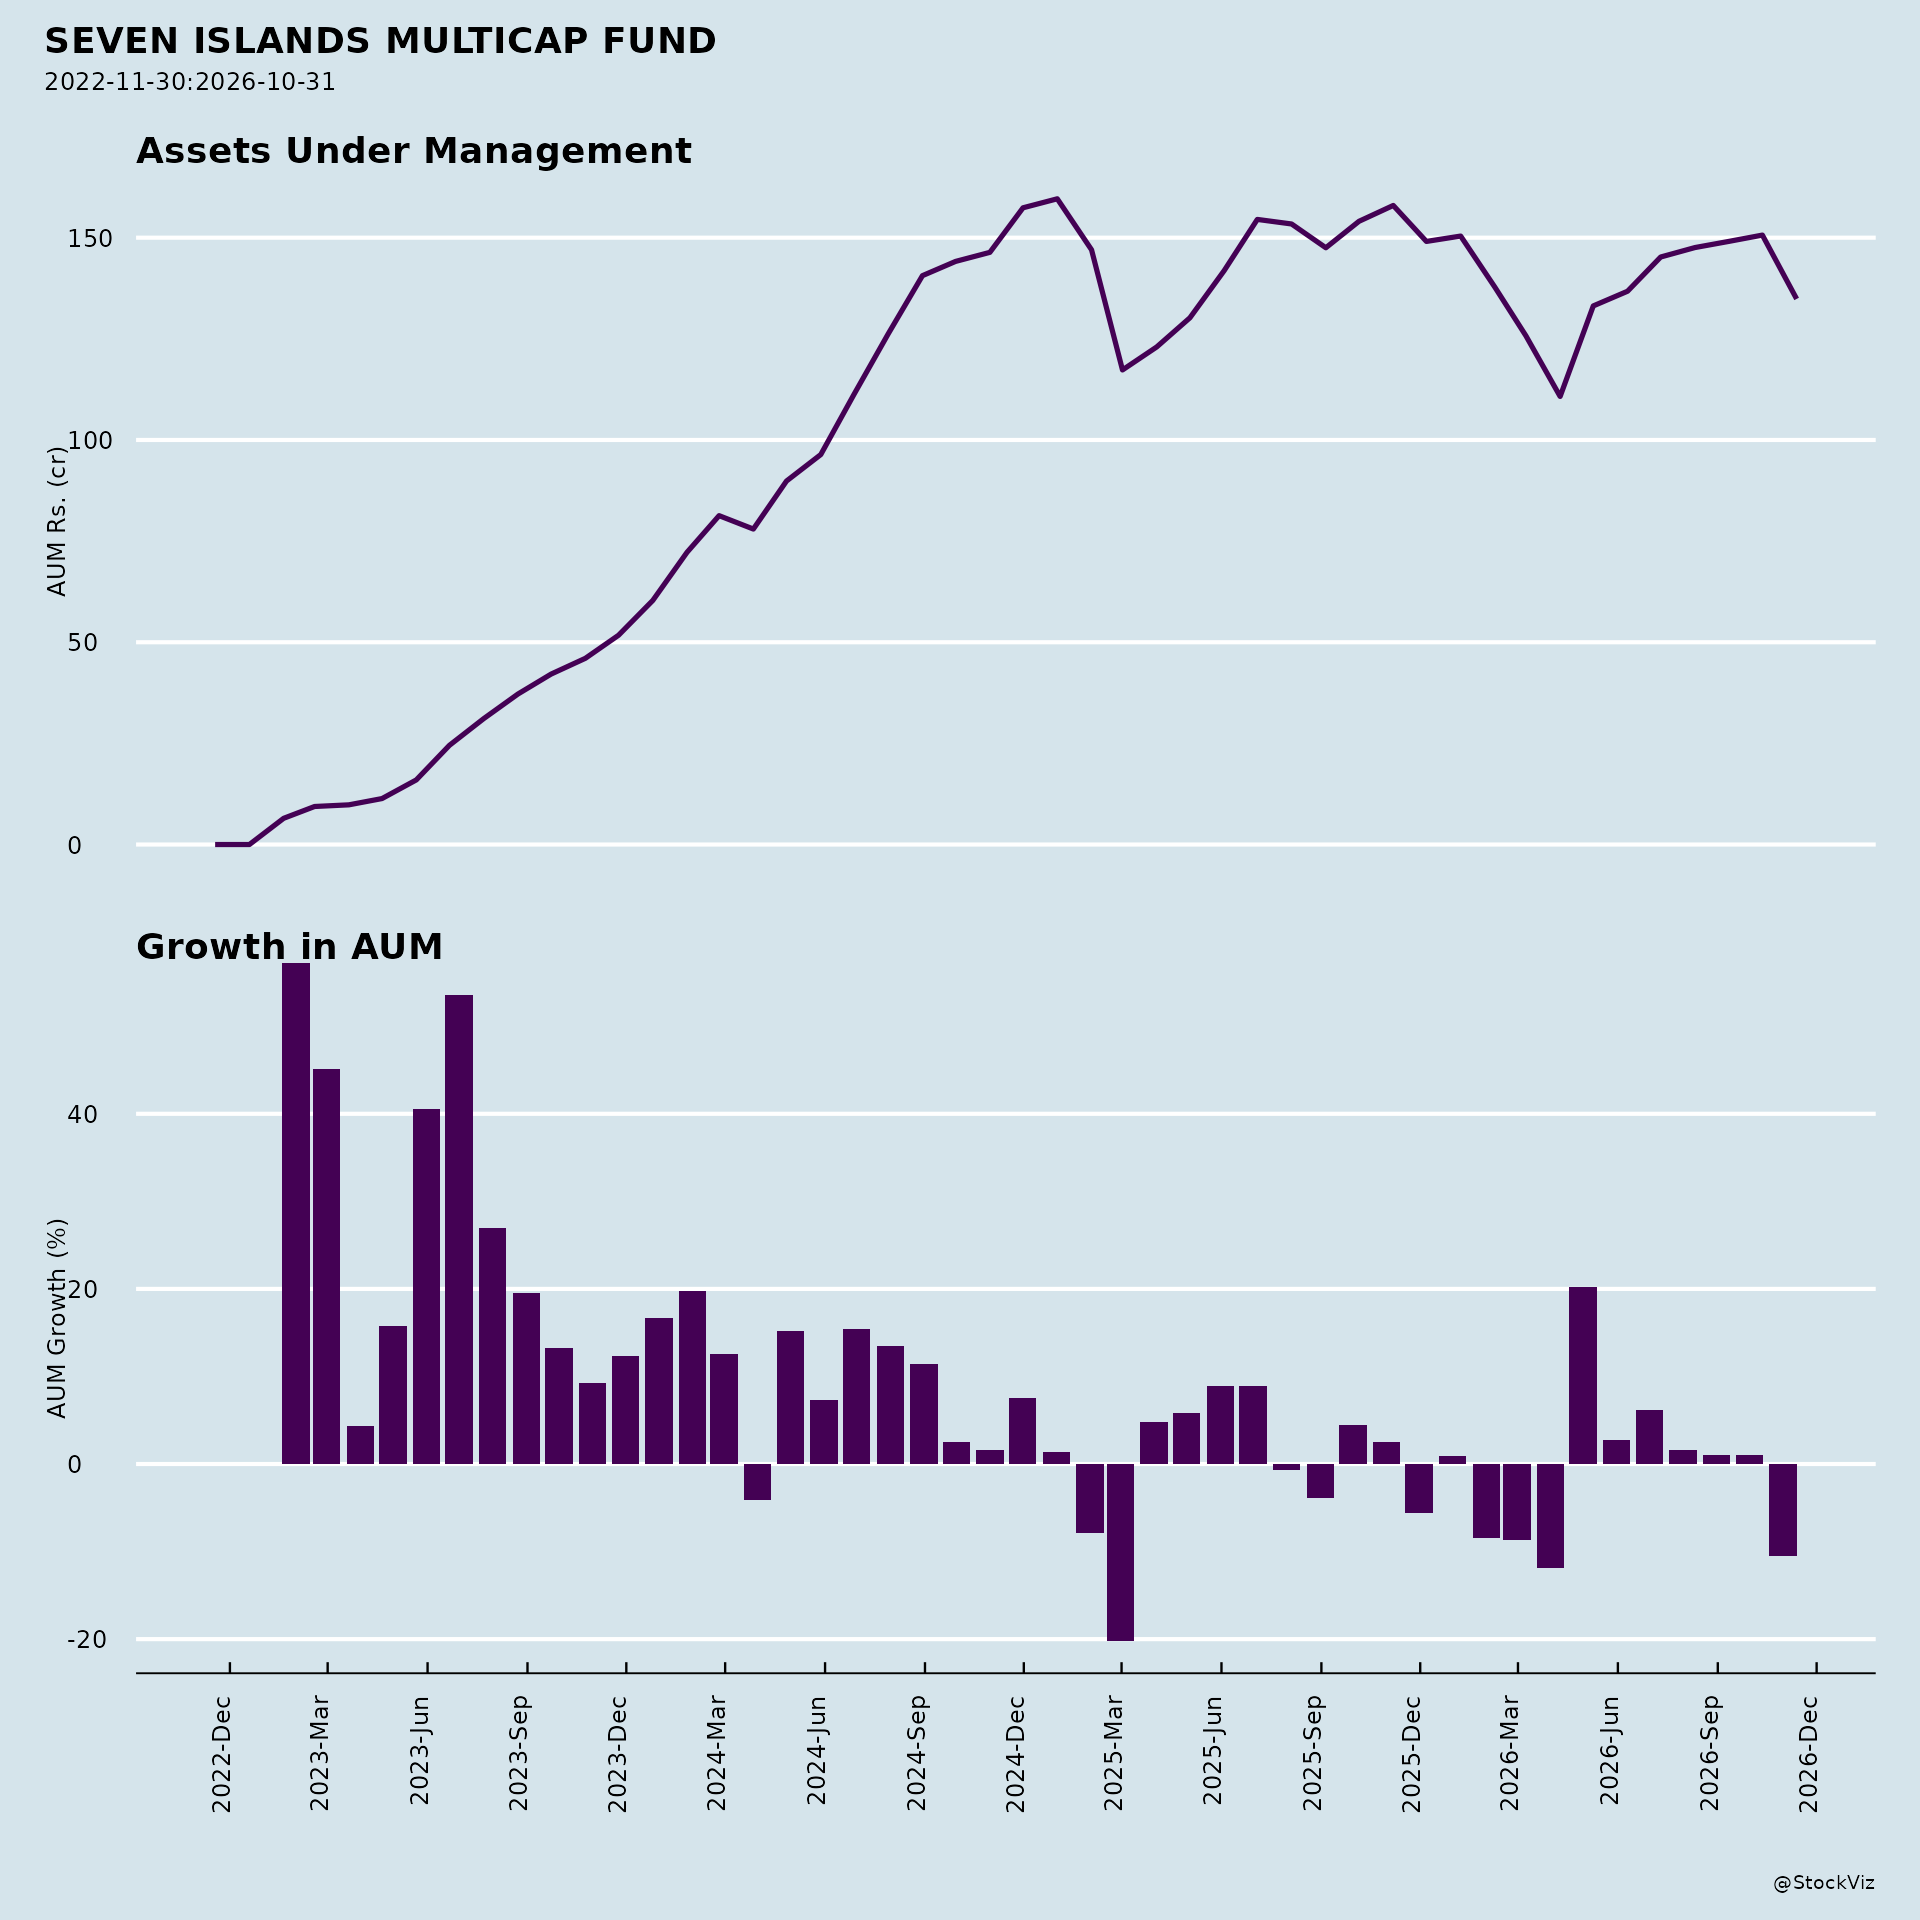 SEVEN ISLANDS MULTICAP FUND
2022-11-30:2026-10-31
Assets Under Management
AUM Rs. (cr)
150
100
50
0
Growth in AUM
AUM Growth (%)
40
20
0
-20
2022-Dec
2023-Mar
2023-Jun
2023-Sep
2023-Dec
2024-Mar
2024-Jun
2024-Sep
2024-Dec
2025-Mar
2025-Jun
2025-Sep
2025-Dec
2026-Mar
2026-Jun
2026-Sep
2026-Dec
@StockViz